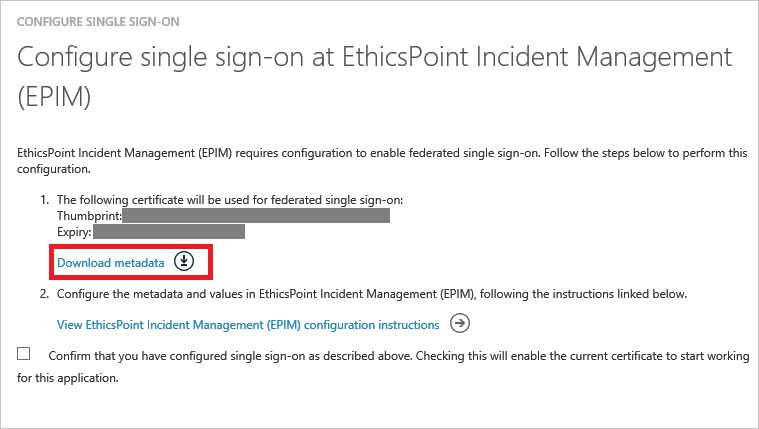 CONFIGURE SINGLE SIGN-ON
Configure single sign-on at EthicsPoint Incident Management
(EPIM)
EthicsPoint Incident Management (EPIM) requires configuration to enable federated single sign-on. Follow the steps below to perform this
configuration.
1. The following certificate will be used for federated single sign-on:
Thumbprint:
Expiry:
Download metadata
2. Configure the metadata and values in EthicsPoint Incident Management (EPIM), following the instructions linked below.
View EthicsPoint Incident Management (EPIM) configuration instructions
Confirm that you have configured single sign-on as described above. Checking this will enable the current certificate to start working
for this application.